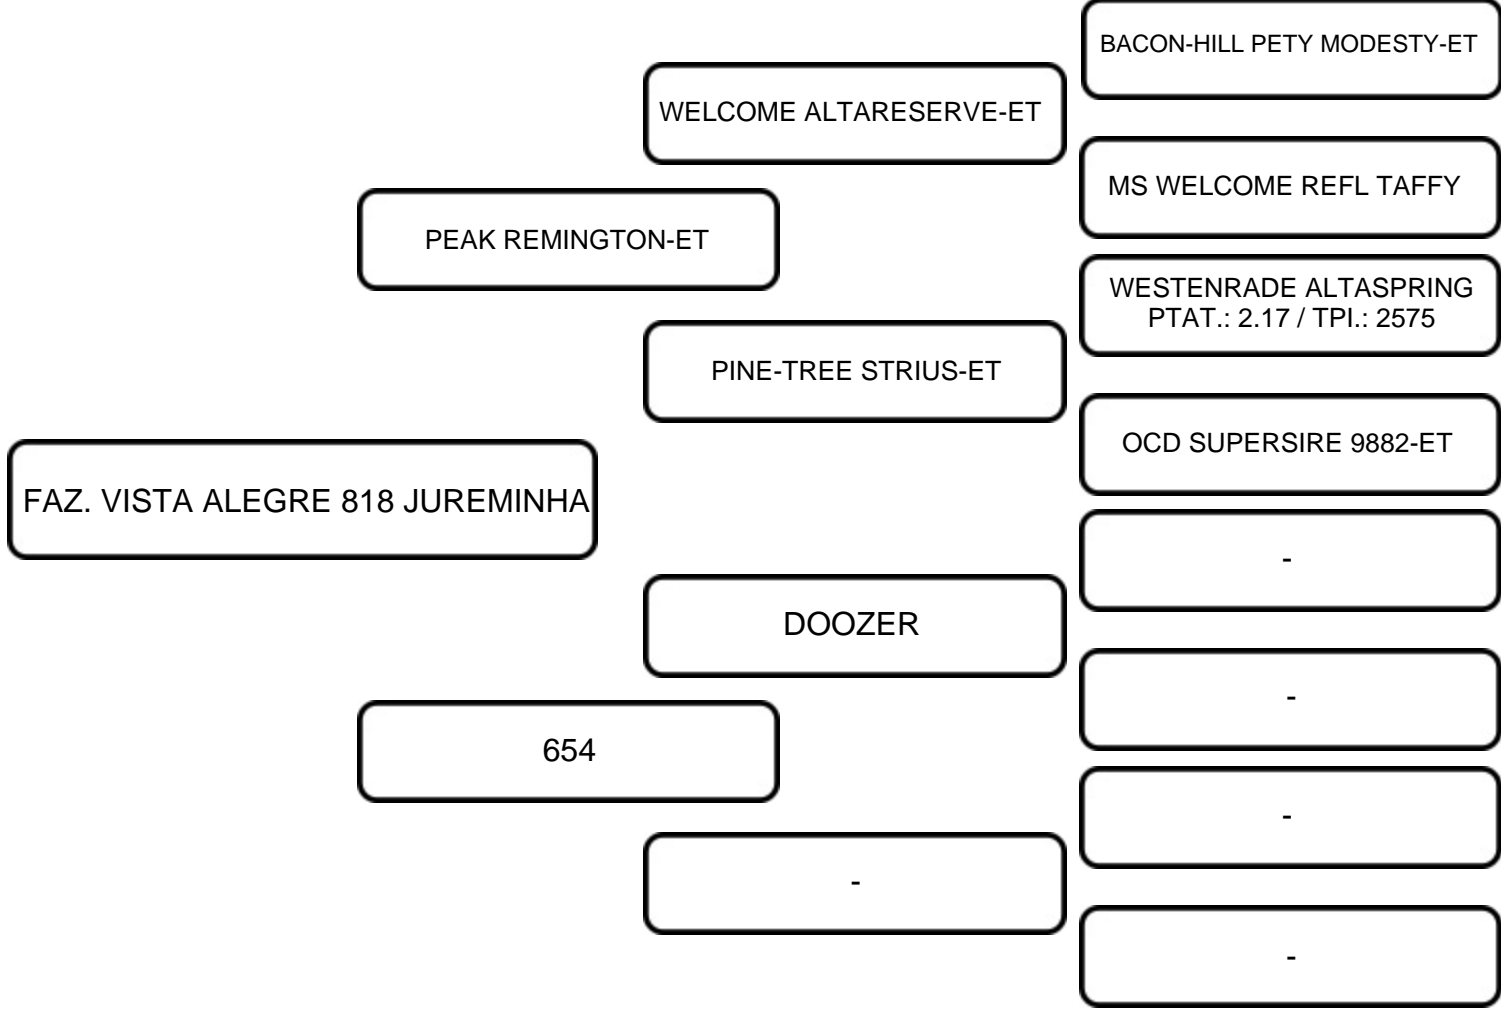 BACON-HILL PETY MODESTY-ET
WELCOME ALTARESERVE-ET
MS WELCOME REFL TAFFY
PEAK REMINGTON-ET
WESTENRADE ALTASPRING
PTAT.: 2.17 / TPI.: 2575
PINE-TREE STRIUS-ET
OCD SUPERSIRE 9882-ET
FAZ. VISTA ALEGRE 818 JUREMINHA
-
DOOZER
-
654
-
-
-